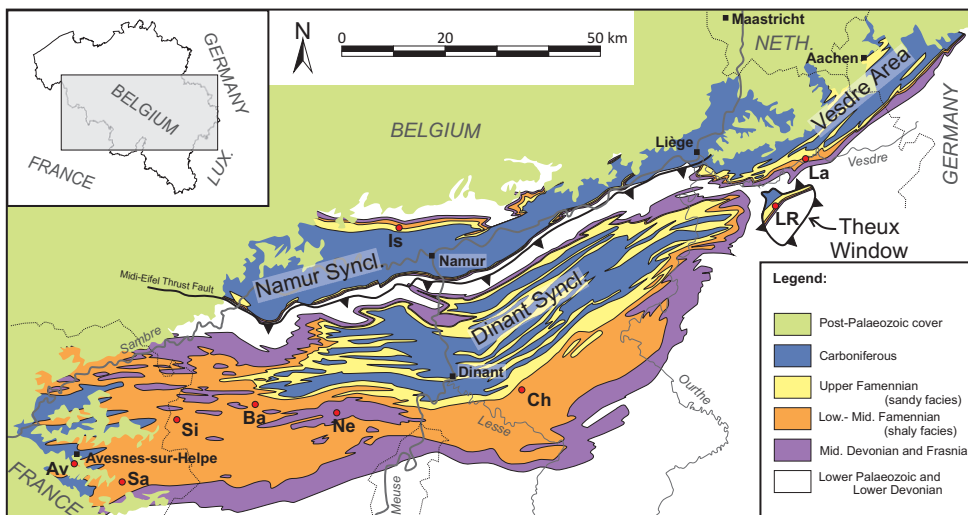 BELGIUM
GERMANY
FRANCE
LUX.
N
0 10 20 30 40 50 km
Maastricht
NETH.
Aachen
Vesdre Area
GERMANY
BELGIUM
Liège
Vesdre
La
LR
Theux
Window
Is
Namur
Namur Syncl.
Midi-Eifel Thrust Fault
Dinant Syncl.
Sambre
Dinant
Ourthe
Ch
Lesse
Ba
Ne
Si
Avesnes-sur-Helpe
Av
Sa
Meuse
FRANCE
Legend:
Post-Palaeozoic cover
Carboniferous
Upper Famennian
(sandy facies)
Low.- Mid. Famennian
(shaly facies)
Mid. Devonian and Frasnia
Lower Palaeozoic and
Lower Devonian